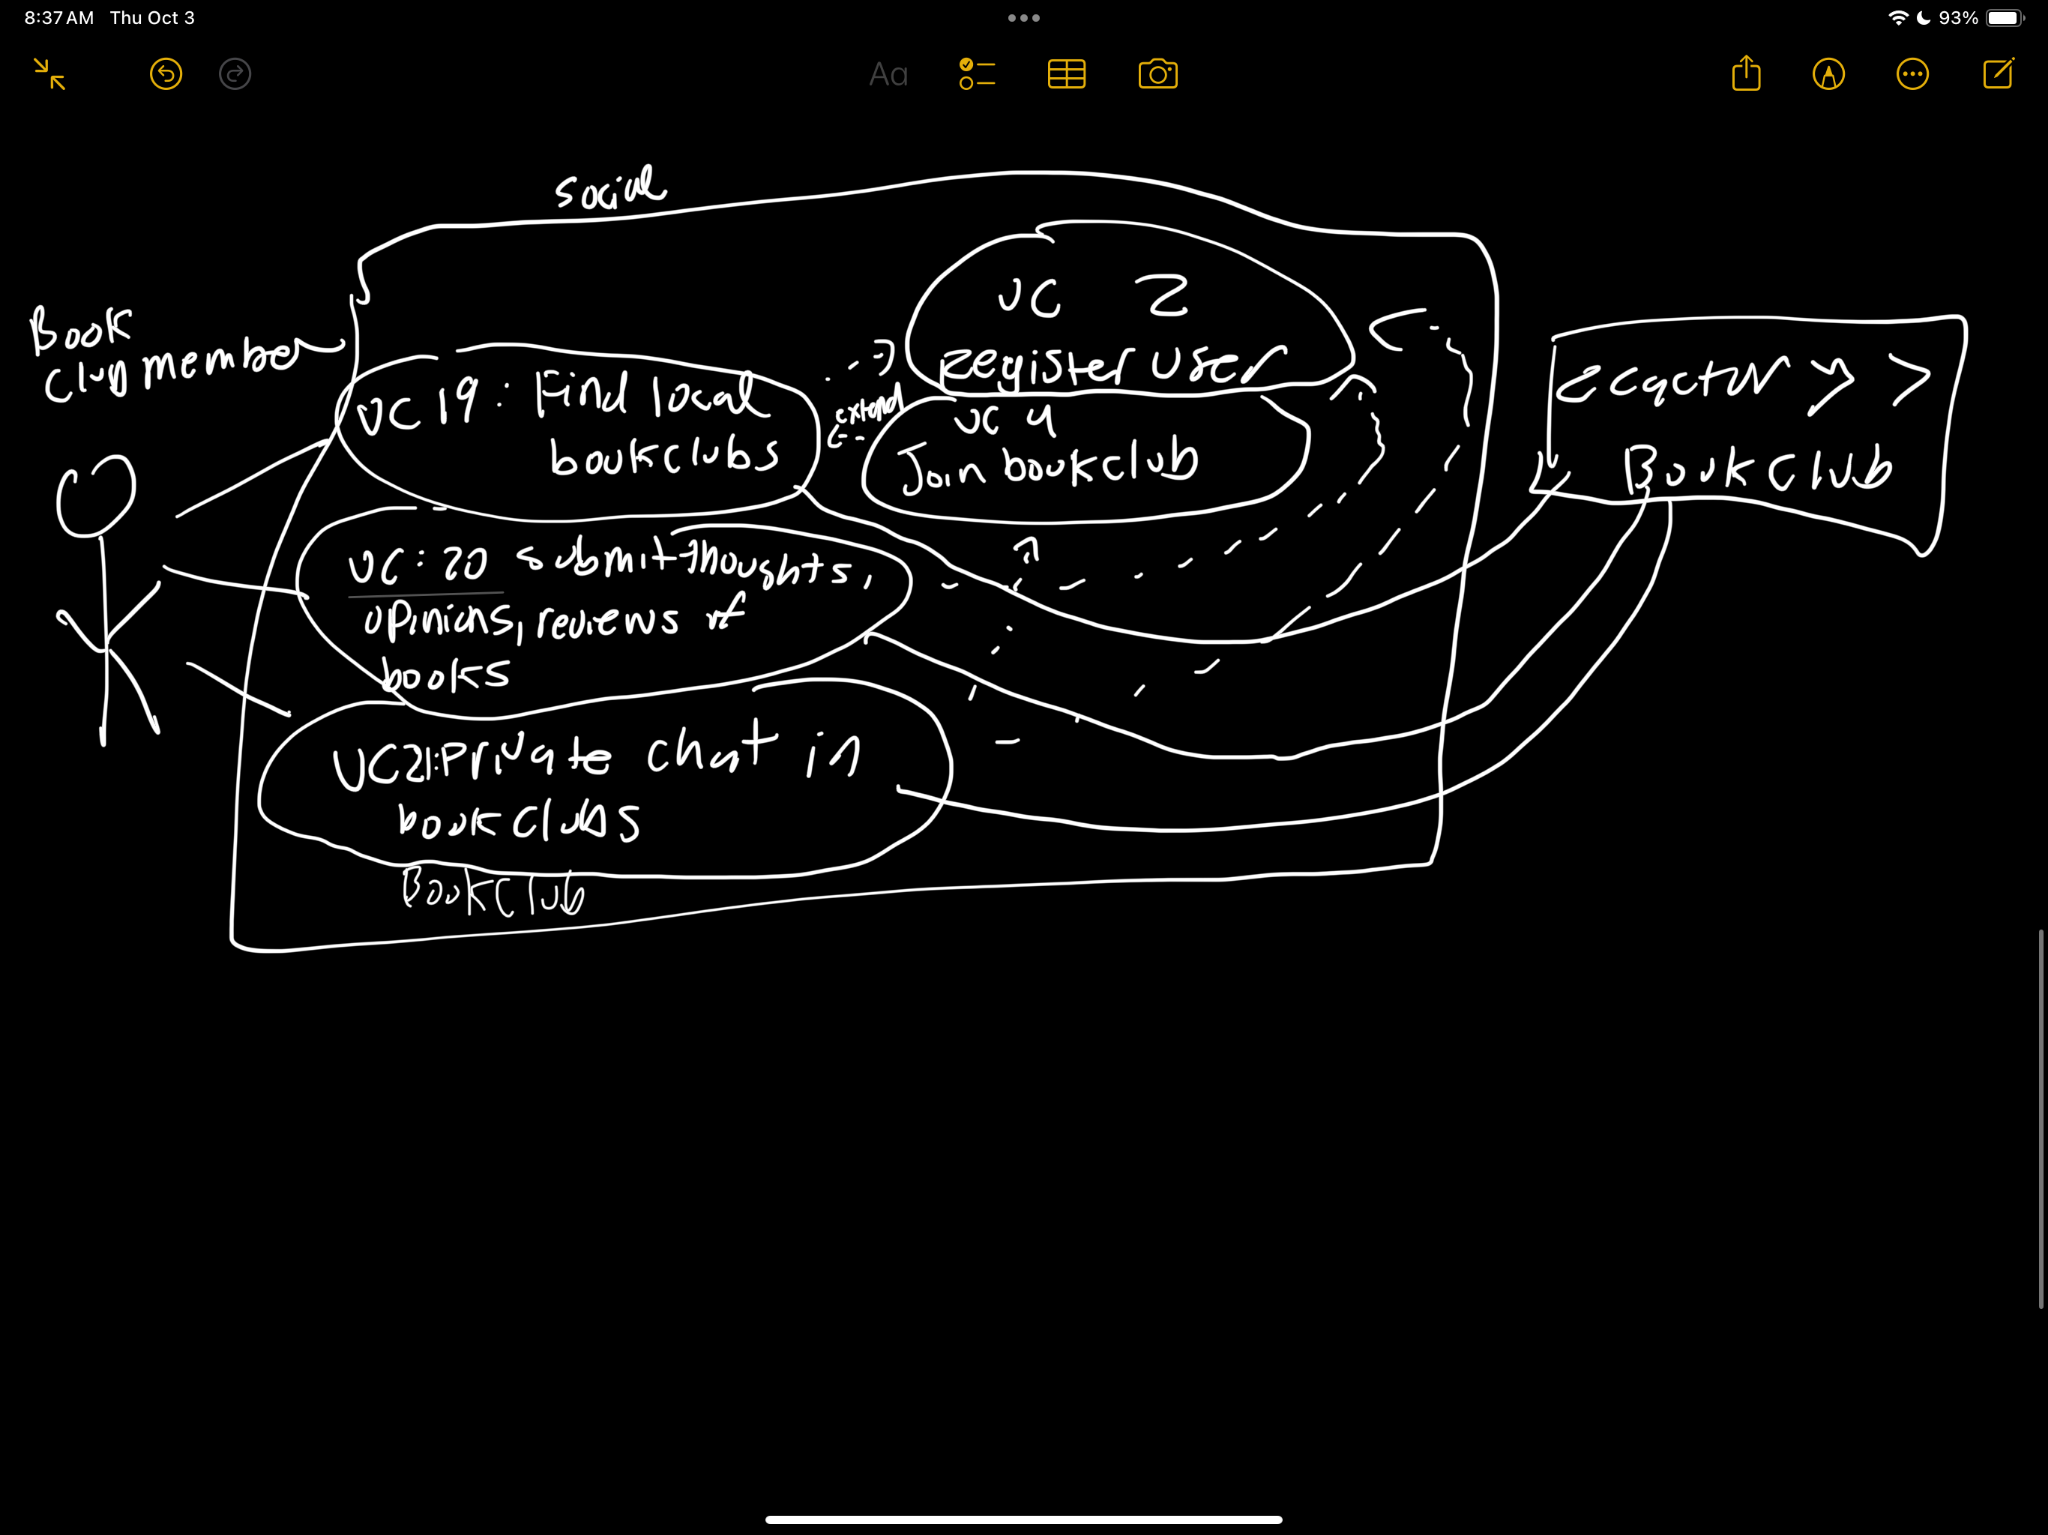 8:37 AM Thu Oct 3
93%
Aa
Social
Book
Club member
UC 2
Register User
UC 19: Find local
bookclubs
extend
UC 4
Join bookclub
<<actor>>
BookClub
UC: 20 submit thoughts,
opinions, reviews of
books
UC21: Private chat in
bookclubs
BookClub